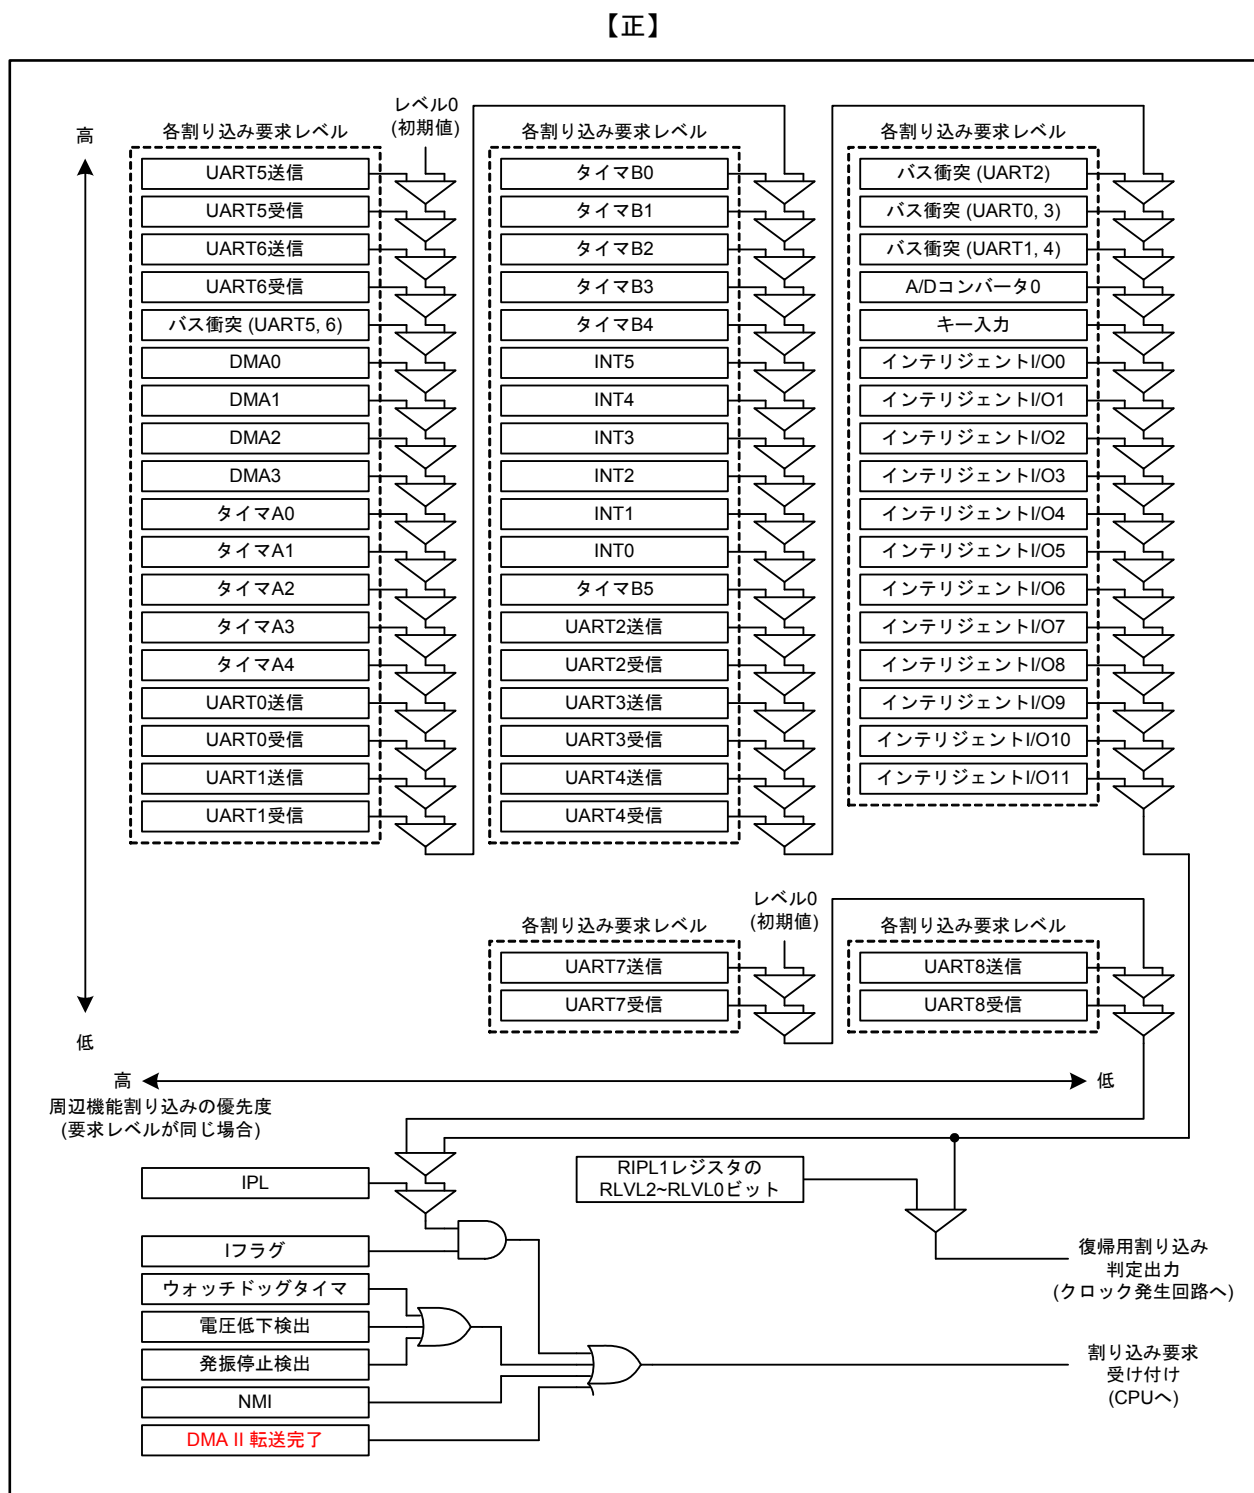 【正】
高
各割り込み要求レベル
レベル0
(初期値)
UART5送信
UART5受信
UART6送信
UART6受信
バス衝突 (UART5, 6)
DMA0
DMA1
DMA2
DMA3
タイマA0
タイマA1
タイマA2
タイマA3
タイマA4
UART0送信
UART0受信
UART1送信
UART1受信
各割り込み要求レベル
タイマB0
タイマB1
タイマB2
タイマB3
タイマB4
INT5
INT4
INT3
INT2
INT1
INT0
タイマB5
UART2送信
UART2受信
UART3送信
UART3受信
UART4送信
UART4受信
各割り込み要求レベル
バス衝突 (UART2)
バス衝突 (UART0, 3)
バス衝突 (UART1, 4)
A/Dコンバータ0
キー入力
インテリジェントI/O0
インテリジェントI/O1
インテリジェントI/O2
インテリジェントI/O3
インテリジェントI/O4
インテリジェントI/O5
インテリジェントI/O6
インテリジェントI/O7
インテリジェントI/O8
インテリジェントI/O9
インテリジェントI/O10
インテリジェントI/O11
各割り込み要求レベル
レベル0
(初期値)
UART7送信
UART7受信
各割り込み要求レベル
UART8送信
UART8受信
低
高
低
周辺機能割り込みの優先度
(要求レベルが同じ場合)
IPL
RIPL1レジスタの
RLVL2~RLVL0ビット
Iフラグ
ウォッチドッグタイマ
電圧低下検出
発振停止検出
NMI
DMA II 転送完了
復帰用割り込み
判定出力
(クロック発生回路へ)
割り込み要求
受け付け
(CPUへ)